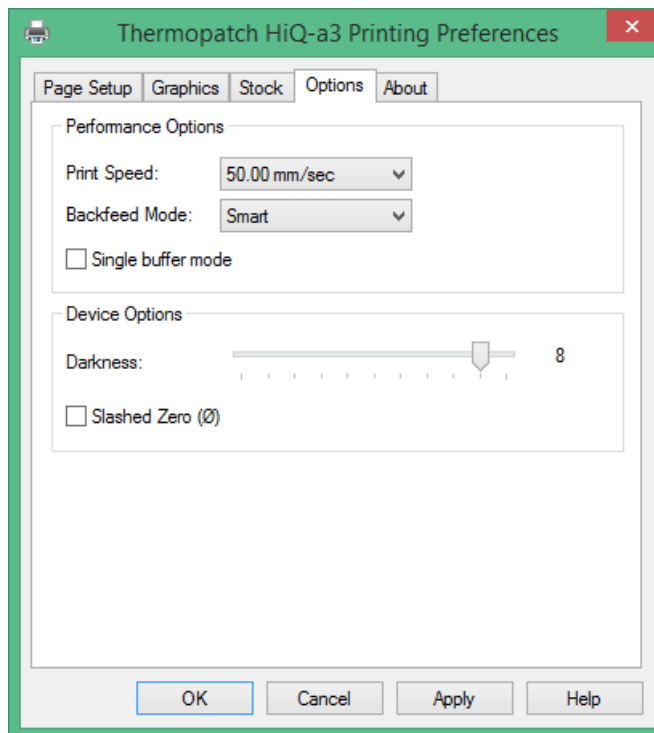 Thermopatch HiQ-a3 Printing Preferences
Page Setup Graphics Stock Options About
Performance Options
Print Speed: 50.00 mm/sec
Backfeed Mode: Smart
Single buffer mode
Device Options
Darkness: 8
Slashed Zero (Ø)
OK Cancel Apply Help